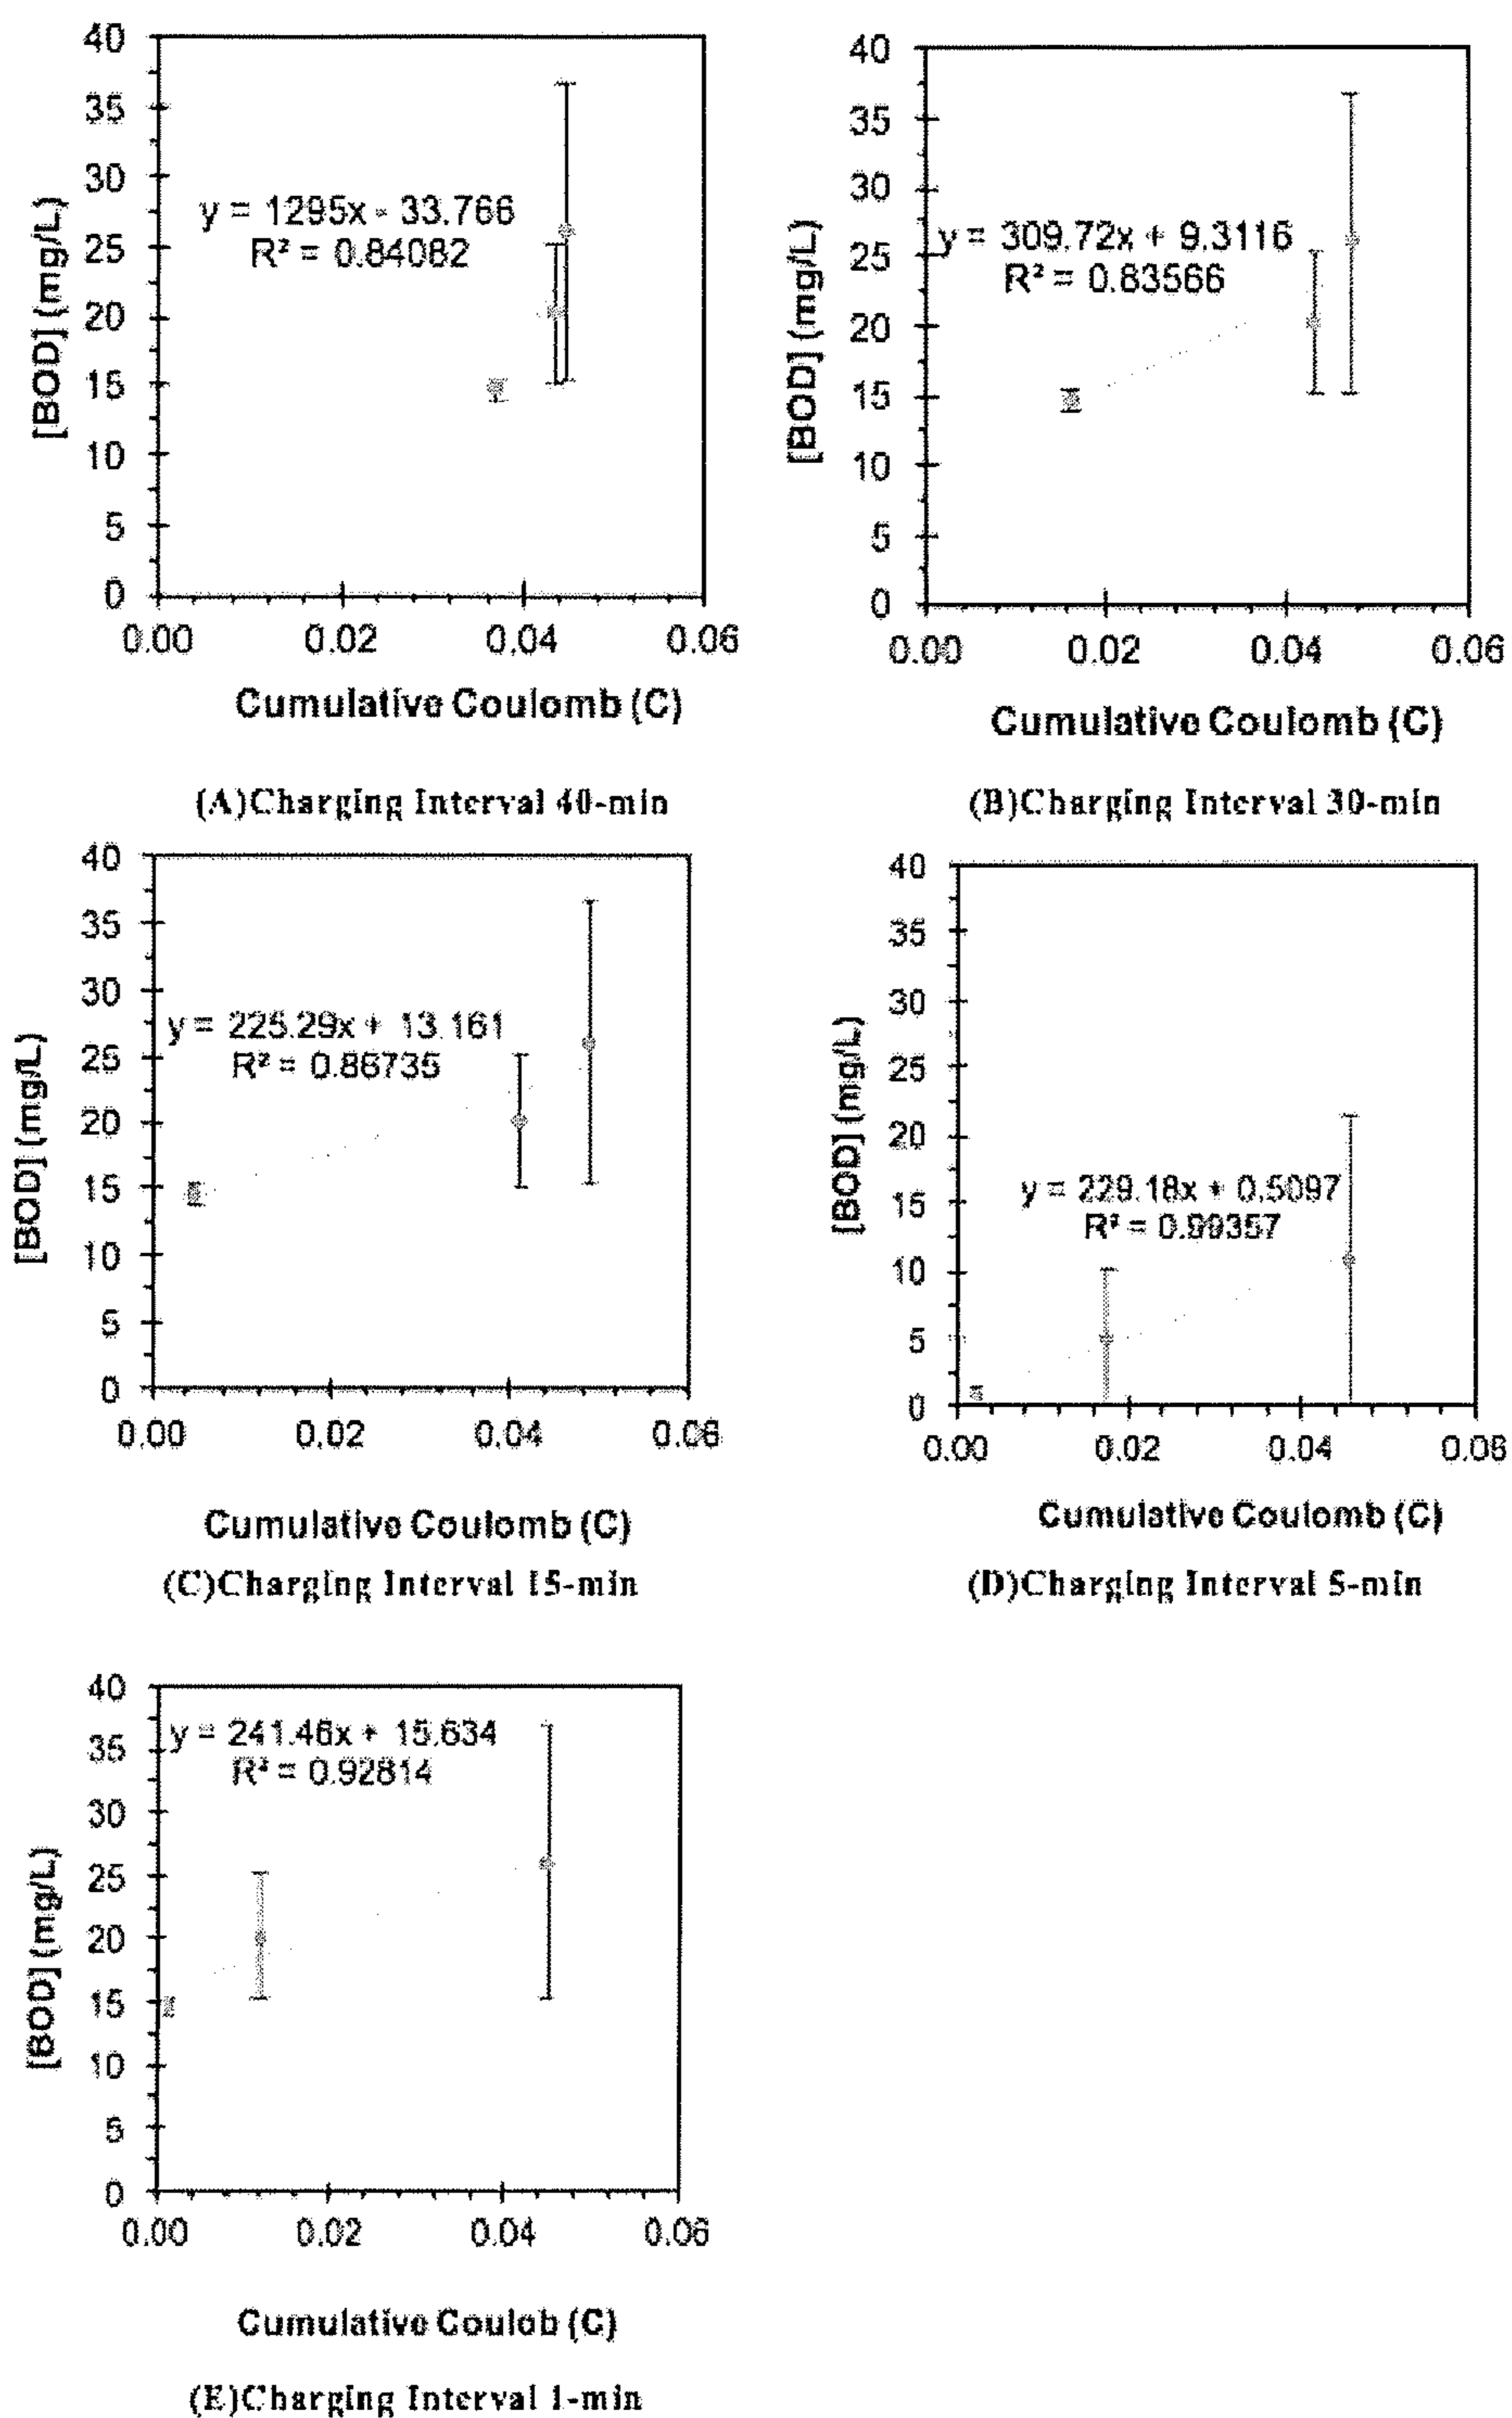 40
35
30
25
20
15
10
5
0
[BOD] (mg/L)
y = 1295x - 33.766
R² = 0.84082
0.00 0.02 0.04 0.06
Cumulative Coulomb (C)
(A)Charging Interval 40-min
40
35
30
25
20
15
10
5
0
[BOD] (mg/L)
y = 309.72x + 9.3116
R² = 0.83566
0.00 0.02 0.04 0.06
Cumulative Coulomb (C)
(B)Charging Interval 30-min
40
35
30
25
20
15
10
5
0
[BOD] (mg/L)
y = 225.29x + 13.161
R² = 0.86735
0.00 0.02 0.04 0.06
Cumulative Coulomb (C)
(C)Charging Interval 15-min
40
35
30
25
20
15
10
5
0
[BOD] (mg/L)
y = 229.18x + 0.5097
R² = 0.99357
0.00 0.02 0.04 0.06
Cumulative Coulomb (C)
(D)Charging Interval 5-min
40
35
30
25
20
15
10
5
0
[BOD] (mg/L)
y = 241.46x + 15.634
R² = 0.92814
0.00 0.02 0.04 0.06
Cumulative Coulob (C)
(E)Charging Interval 1-min